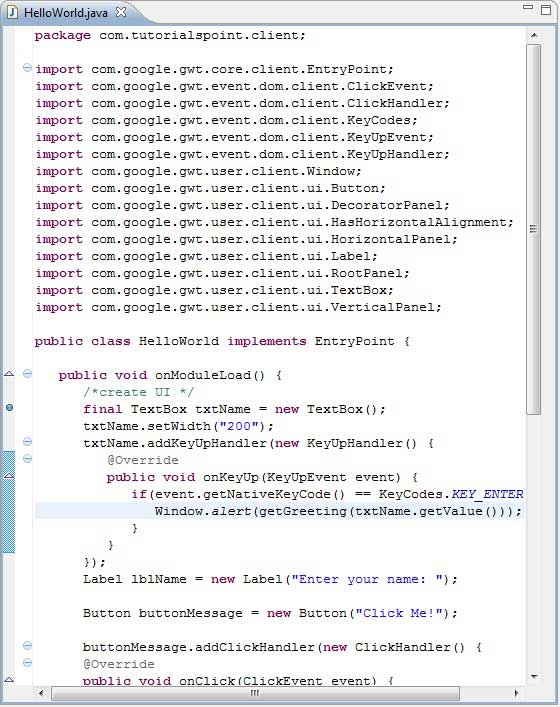 HelloWorld.java
package com.tutorialspoint.client;
import com.google.gwt.core.client.EntryPoint;
import com.google.gwt.event.dom.client.ClickEvent;
import com.google.gwt.event.dom.client.ClickHandler;
import com.google.gwt.event.dom.client.KeyCodes;
import com.google.gwt.event.dom.client.KeyUpEvent;
import com.google.gwt.event.dom.client.KeyUpHandler;
import com.google.gwt.user.client.Window;
import com.google.gwt.user.client.ui.Button;
import com.google.gwt.user.client.ui.DecoratorPanel;
import com.google.gwt.user.client.ui.HasHorizontalAlignment;
import com.google.gwt.user.client.ui.HorizontalPanel;
import com.google.gwt.user.client.ui.Label;
import com.google.gwt.user.client.ui.RootPanel;
import com.google.gwt.user.client.ui.TextBox;
import com.google.gwt.user.client.ui.VerticalPanel;
public class HelloWorld implements EntryPoint {
public void onModuleLoad() {
/*create UI */
final TextBox txtName = new TextBox();
txtName.setWidth("200");
txtName.addKeyUpHandler(new KeyUpHandler() {
@Override
public void onKeyUp(KeyUpEvent event) {
if(event.getNativeKeyCode() == KeyCodes.KEY_ENTER
Window.alert(getGreeting(txtName.getValue()));
}
}
});
Label lblName = new Label("Enter your name: ");
Button buttonMessage = new Button("Click Me!");
buttonMessage.addClickHandler(new ClickHandler() {
@Override
public void onClick(ClickEvent event) {